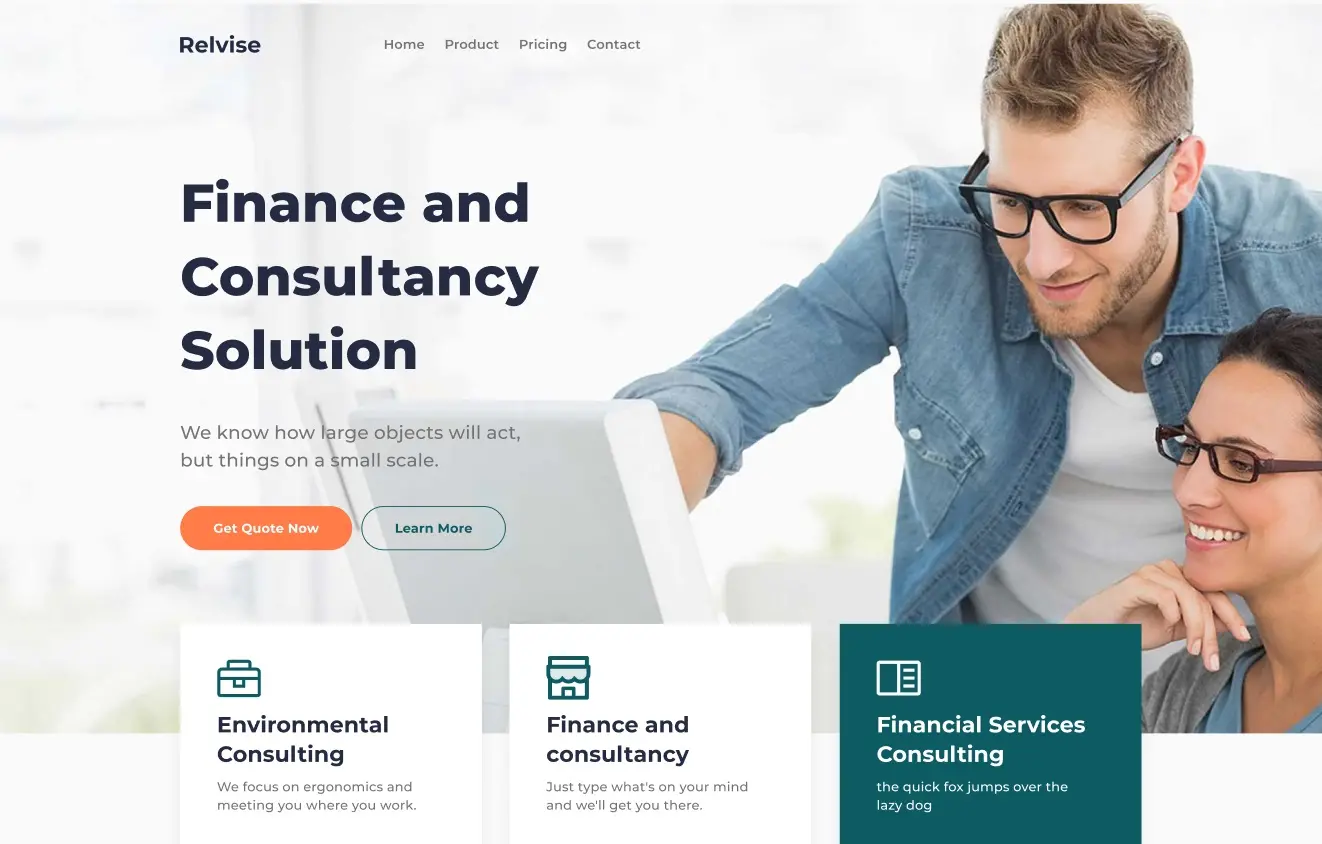 Relvise
Home Product Pricing Contact
Finance and
Consultancy
Solution
We know how large objects will act,
but things on a small scale.
Get Quote Now
Learn More
Environmental
Consulting
We focus on ergonomics and
meeting you where you work.
Finance and
consultancy
Just type what's on your mind
and we'll get you there.
Financial Services
Consulting
the quick fox jumps over the
lazy dog